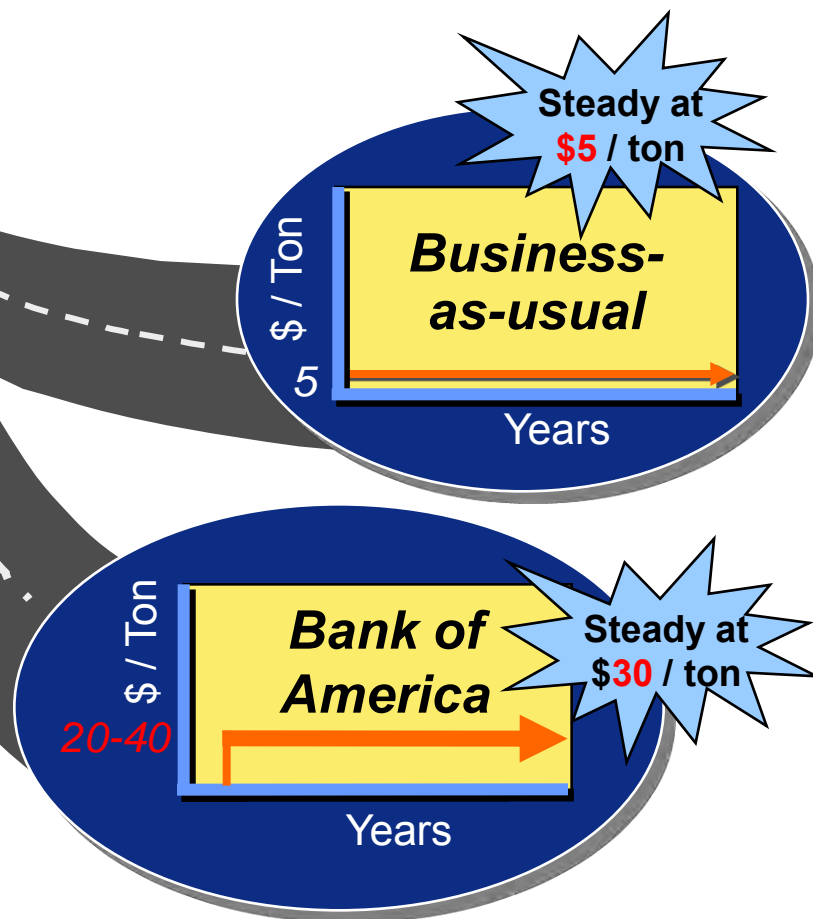 Steady at
$5 / ton
Business-
as-usual
$ / Ton
5
Years
Steady at
$30 / ton
Bank of
America
$ / Ton
20-40
Years